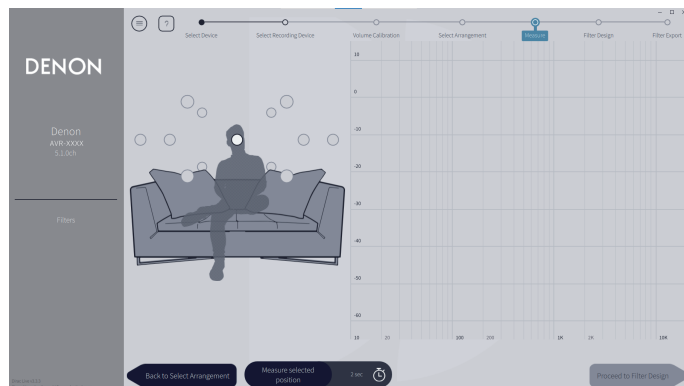 ?
Select Device
Select Recording Device
Volume Calibration
Select Arrangement
Measure
Filter Design
Filter Export
DENON
Denon
AVR-XXXX
5.1.0ch
Filters
10
0
-10
-20
-30
-40
-50
-60
10 20 100 200 1K 2K 10K
Back to Select Arrangement
Measure selected
position
2 sec
Proceed to Filter Design